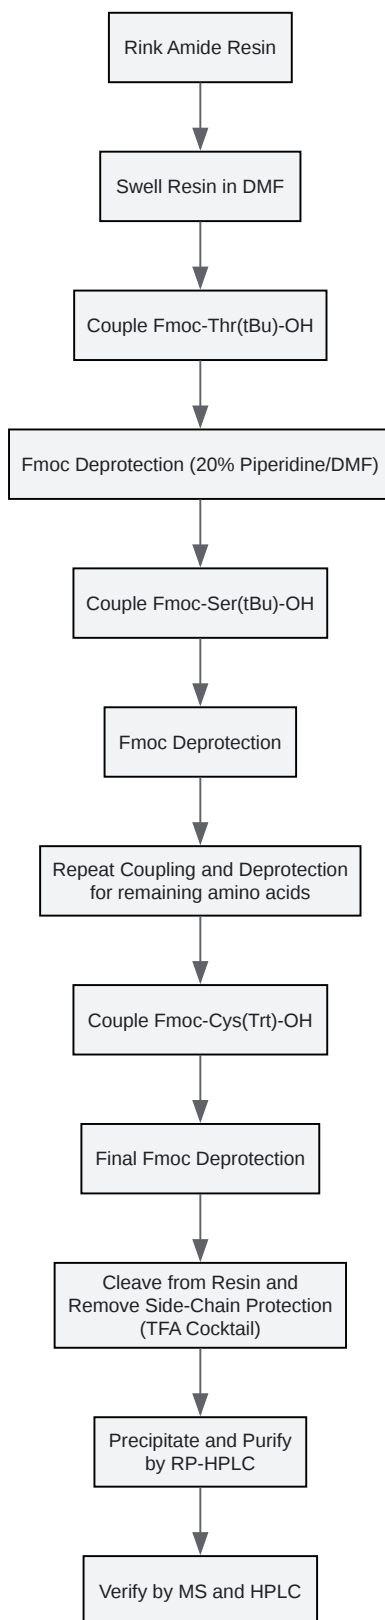 Rink Amide Resin
Swell Resin in DMF
Couple Fmoc-Thr(tBu)-OH
Fmoc Deprotection (20% Piperidine/DMF)
Couple Fmoc-Ser(tBu)-OH
Fmoc Deprotection
Repeat Coupling and Deprotection
for remaining amino acids
Couple Fmoc-Cys(Trt)-OH
Final Fmoc Deprotection
Cleave from Resin and
Remove Side-Chain Protection
(TFA Cocktail)
Precipitate and Purify
by RP-HPLC
Verify by MS and HPLC